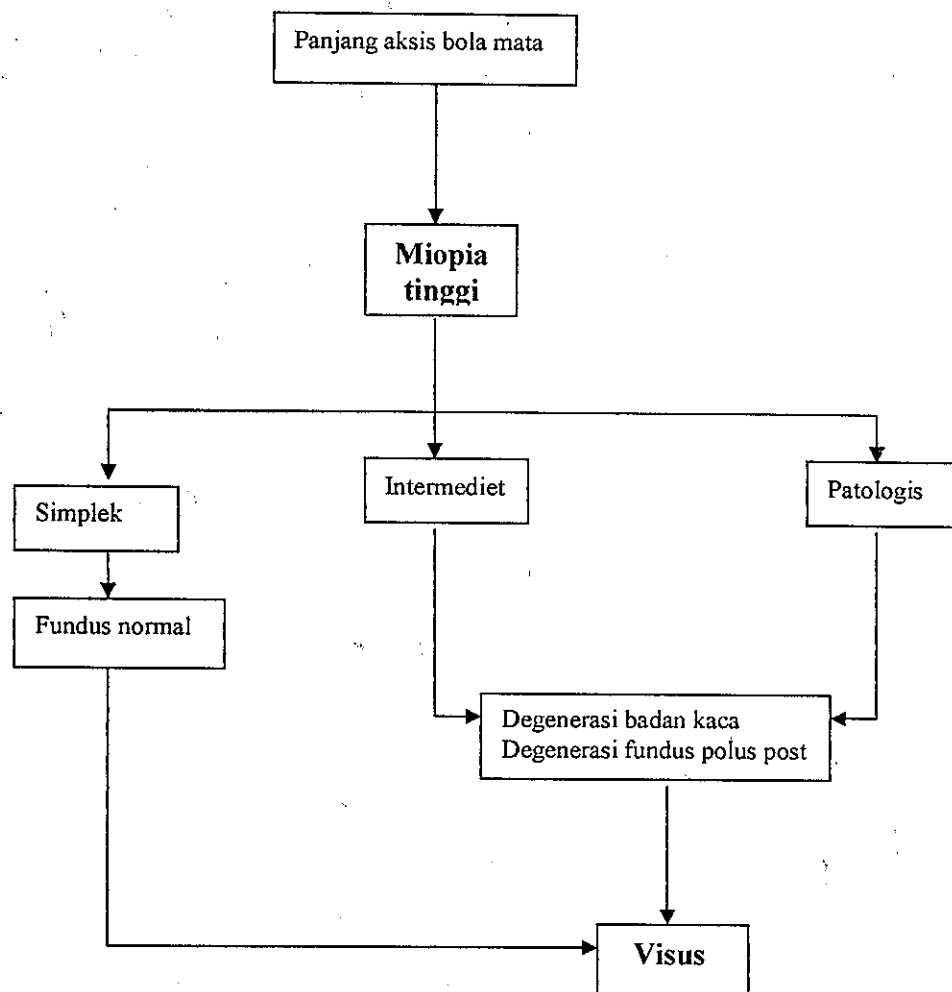 Panjang aksis bola mata
Miopia
tinggi
Simplek
Intermediet
Patologis
Fundus normal
Degenerasi badan kaca
Degenerasi fundus polus post
Visus